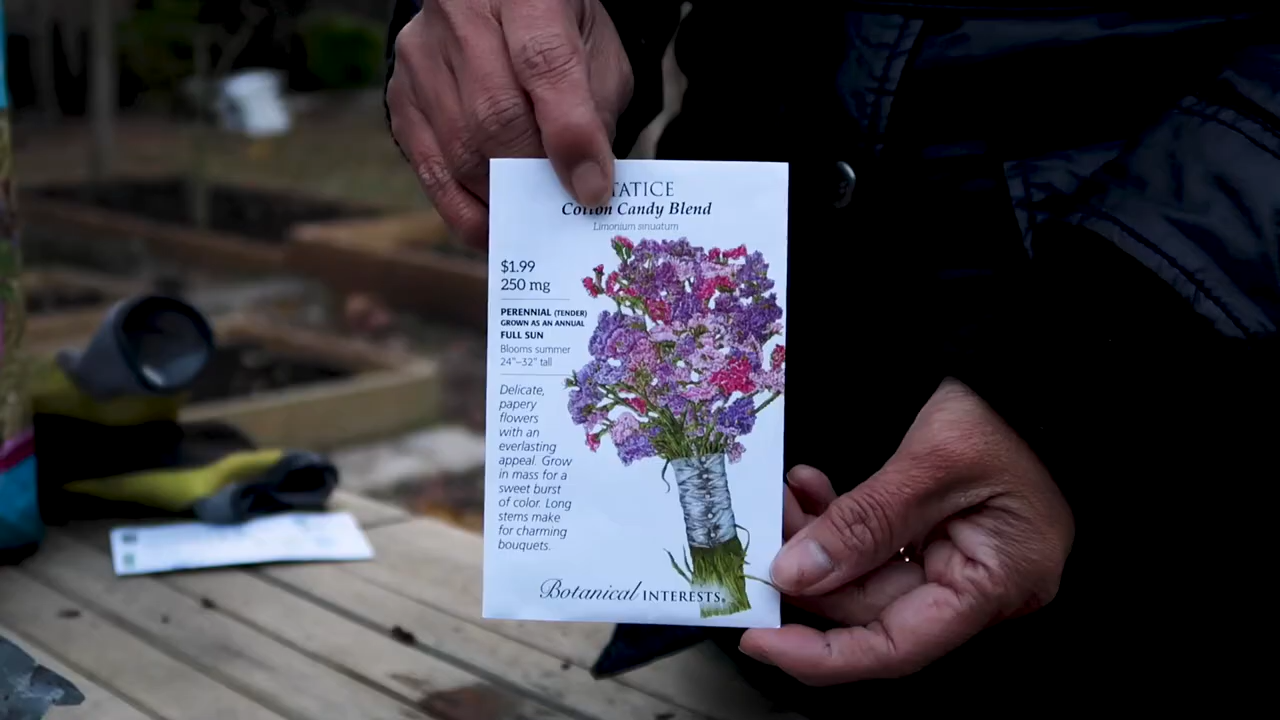 TATICE
Cotton Candy Blend
Limonium sinuatum
$1.99
250 mg
PERENNIAL (TENDER)
GROWN AS AN ANNUAL
FULL SUN
Blooms summer
24"–32" tall
Delicate,
papery
flowers
with an
everlasting
appeal. Grow
in mass for a
sweet burst
of color. Long
stems make
for charming
bouquets.
Botanical INTERESTS®